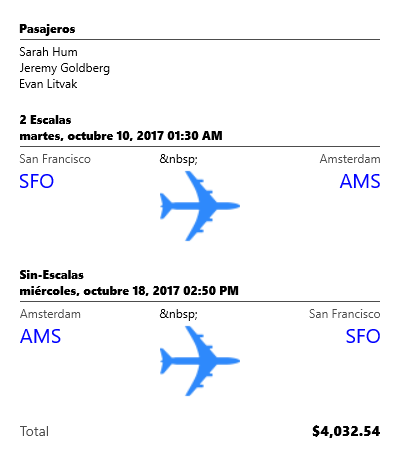 Pasajeros
Sarah Hum
Jeremy Goldberg
Evan Litvak
2 Escalas
martes, octubre 10, 2017 01:30 AM
San Francisco &nbsp; Amsterdam
SFO AMS
Sin-Escalas
miércoles, octubre 18, 2017 02:50 PM
Amsterdam &nbsp; San Francisco
AMS SFO
Total $4,032.54